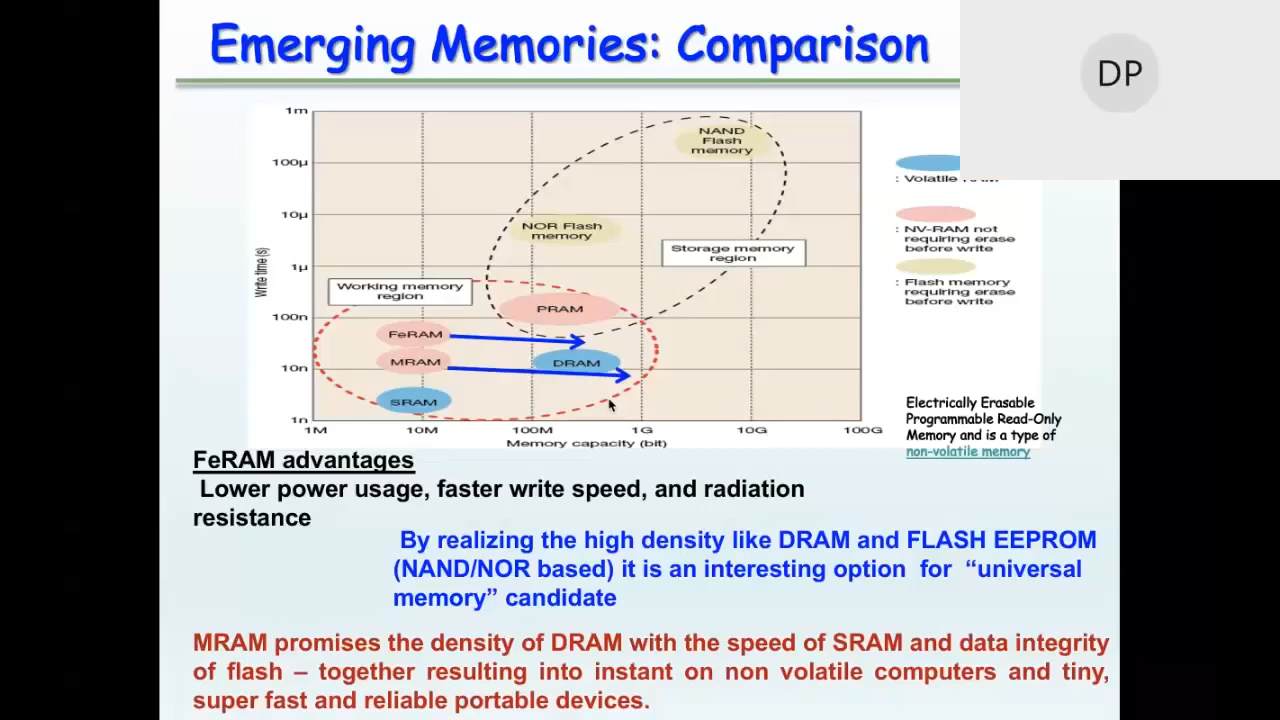 Emerging Memories: Comparison
DP
1m
100µ
10µ
1µ
100n
10n
1n
Write time (s)
1M
10M
100M
1G
10G
100G
Memory capacity (bit)
NAND
Flash
memory
NOR Flash
memory
Storage memory
region
Working memory
region
PRAM
FeRAM
MRAM
DRAM
SRAM
: Volatile RAM
: NV-RAM not
requiring erase
before write
: Flash memory
requiring erase
before write
Electrically Erasable
Programmable Read-Only
Memory and is a type of
non-volatile memory
FeRAM advantages
Lower power usage, faster write speed, and radiation
resistance
By realizing the high density like DRAM and FLASH EEPROM
(NAND/NOR based) it is an interesting option for “universal
memory” candidate
MRAM promises the density of DRAM with the speed of SRAM and data integrity
of flash – together resulting into instant on non volatile computers and tiny,
super fast and reliable portable devices.